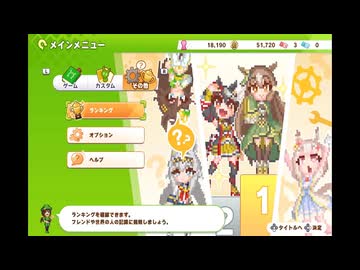 メインメニュー
18,190
51,720
3
0
L
ゲーム
カスタム
その他
R
ランキング
オプション
ヘルプ
1
2
ランキングを確認できます。
フレンドや世界の人の記録に挑戦しましょう。
タイトルへ
決定